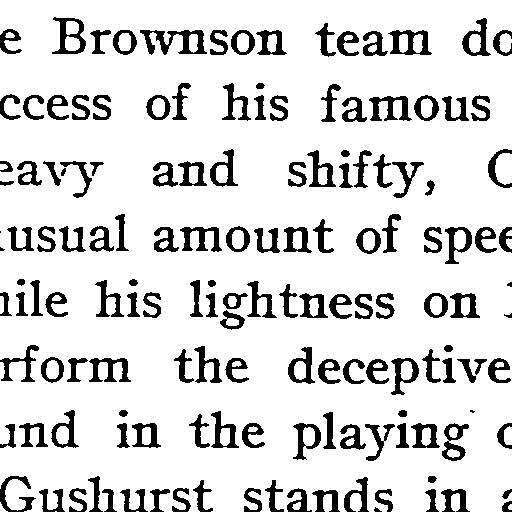 e Brownson team do
ccess of his famous
eavy and shifty,
usual amount of spee
ile his lightness on
rform the deceptive
und in the playing
Gushurst stands in a